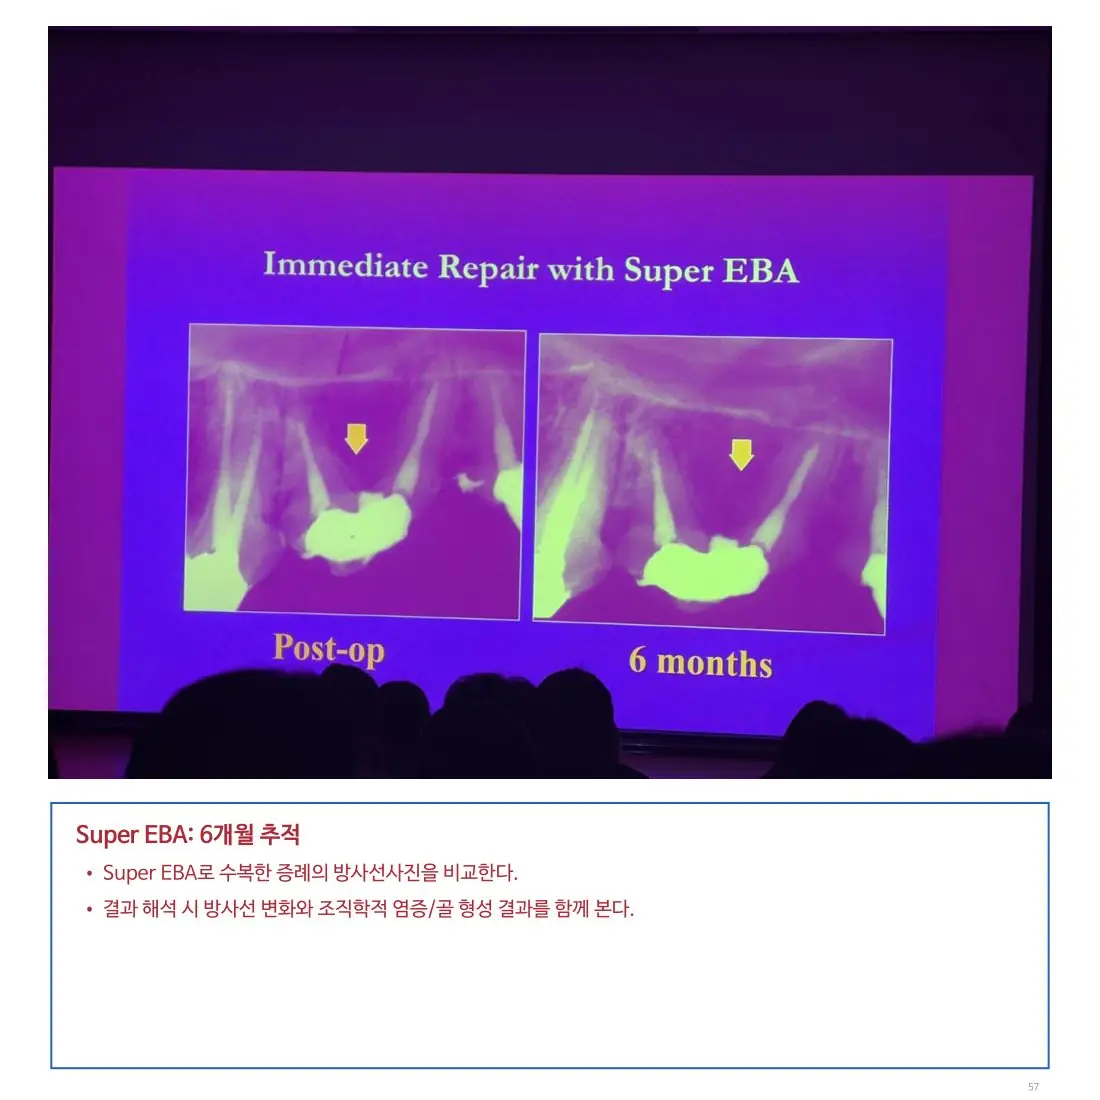 Immediate Repair with Super EBA
Post-op
6 months
Super EBA: 6개월 추적
• Super EBA로 수복한 증례의 방사선사진을 비교한다.
• 결과 해석 시 방사선 변화와 조직학적 염증/골 형성 결과를 함께 본다.
57